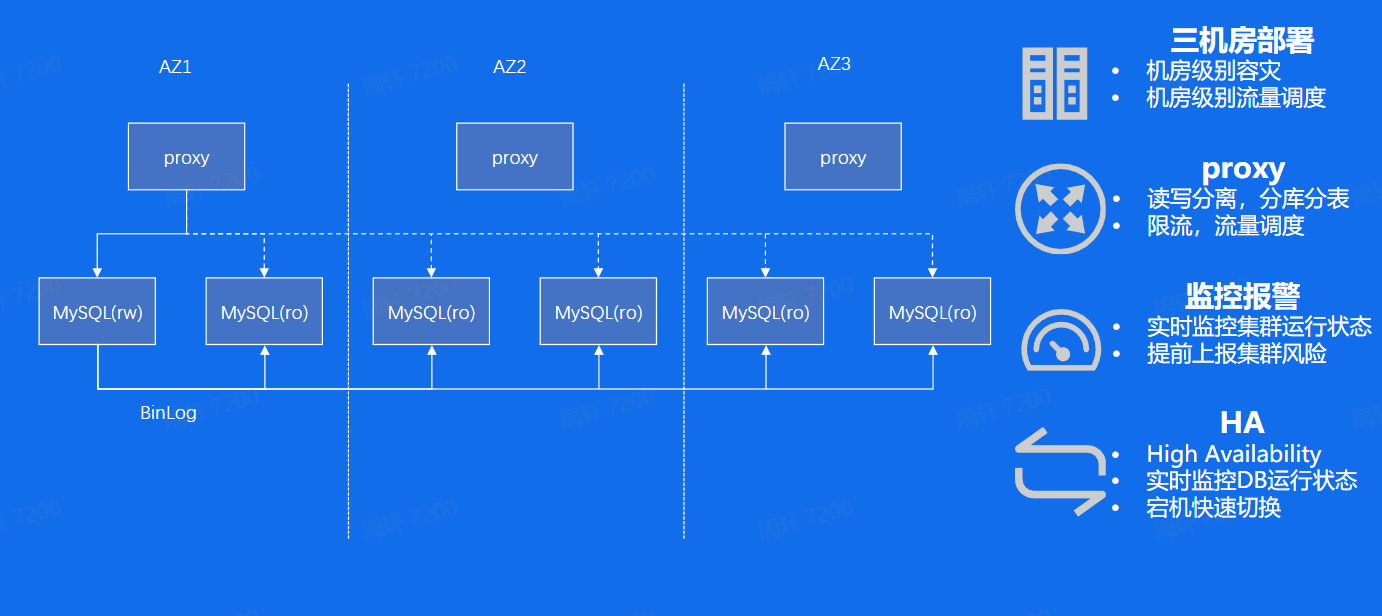 AZ1
AZ2
AZ3
proxy
proxy
proxy
MySQL(rw)
MySQL(ro)
MySQL(ro)
MySQL(ro)
MySQL(ro)
MySQL(ro)
BinLog
三机房部署
• 机房级别容灾
• 机房级别流量调度
proxy
• 读写分离，分库分表
• 限流，流量调度
监控报警
• 实时监控集群运行状态
• 提前上报集群风险
HA
• High Availability
• 实时监控DB运行状态
• 宕机快速切换
周轩 7200